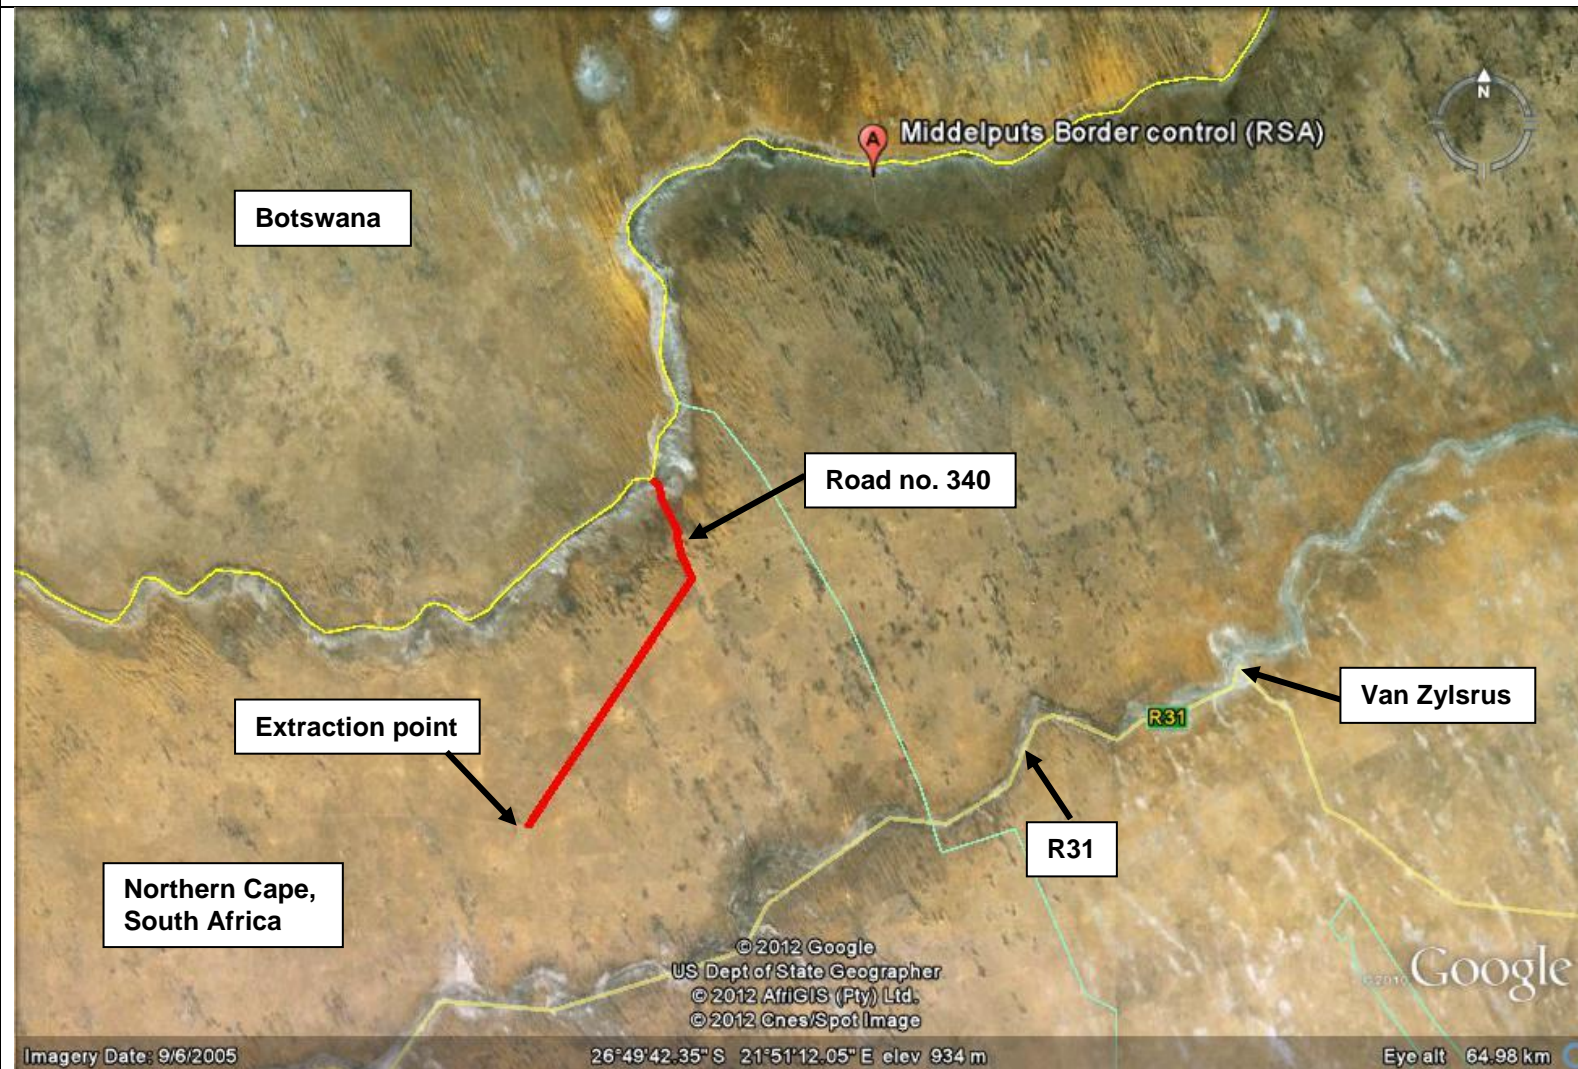 N
A Middelputs Border control (RSA)
Botswana
Road no. 340
Van Zylsrus
R31
Extraction point
R31
Northern Cape,
South Africa
© 2012 Google
US Dept of State Geographer
© 2012 AfriGIS (Pty) Ltd.
© 2012 Cnes/Spot Image
©2010 Google
Imagery Date: 9/6/2005
26°49'42.35" S 21°51'12.05" E elev 934 m
Eye alt 64.98 km